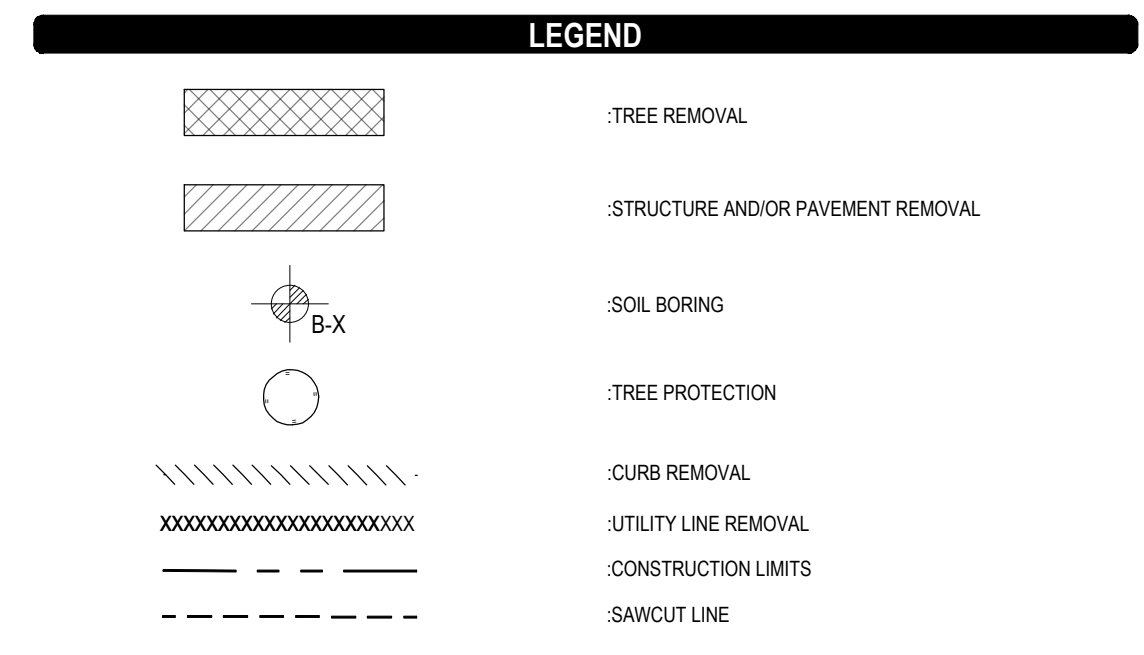 LEGEND
:TREE REMOVAL
:STRUCTURE AND/OR PAVEMENT REMOVAL
B-X :SOIL BORING
:TREE PROTECTION
:CURB REMOVAL
XXXXXXXXXXXXXXXXXXXXXX :UTILITY LINE REMOVAL
:CONSTRUCTION LIMITS
:SAWCUT LINE